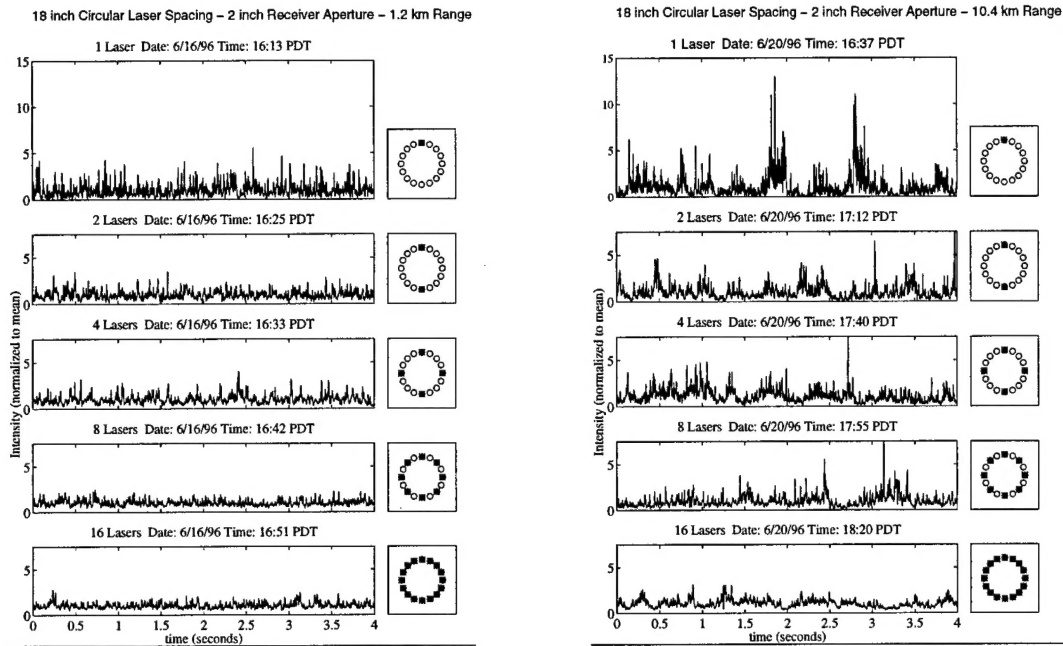 18 inch Circular Laser Spacing – 2 inch Receiver Aperture – 1.2 km Range
1 Laser Date: 6/16/96 Time: 16:13 PDT
15
10
5
0
2 Lasers Date: 6/16/96 Time: 16:25 PDT
5
0
4 Lasers Date: 6/16/96 Time: 16:33 PDT
5
0
8 Lasers Date: 6/16/96 Time: 16:42 PDT
5
0
16 Lasers Date: 6/16/96 Time: 16:51 PDT
5
0
0 0.5 1 1.5 2 2.5 3 3.5 4
time (seconds)
Intensity (normalized to mean)
18 inch Circular Laser Spacing – 2 inch Receiver Aperture – 10.4 km Range
1 Laser Date: 6/20/96 Time: 16:37 PDT
15
10
5
0
2 Lasers Date: 6/20/96 Time: 17:12 PDT
5
0
4 Lasers Date: 6/20/96 Time: 17:40 PDT
5
0
8 Lasers Date: 6/20/96 Time: 17:55 PDT
5
0
16 Lasers Date: 6/20/96 Time: 18:20 PDT
5
0
0 0.5 1 1.5 2 2.5 3 3.5 4
time (seconds)
Intensity (normalized to mean)